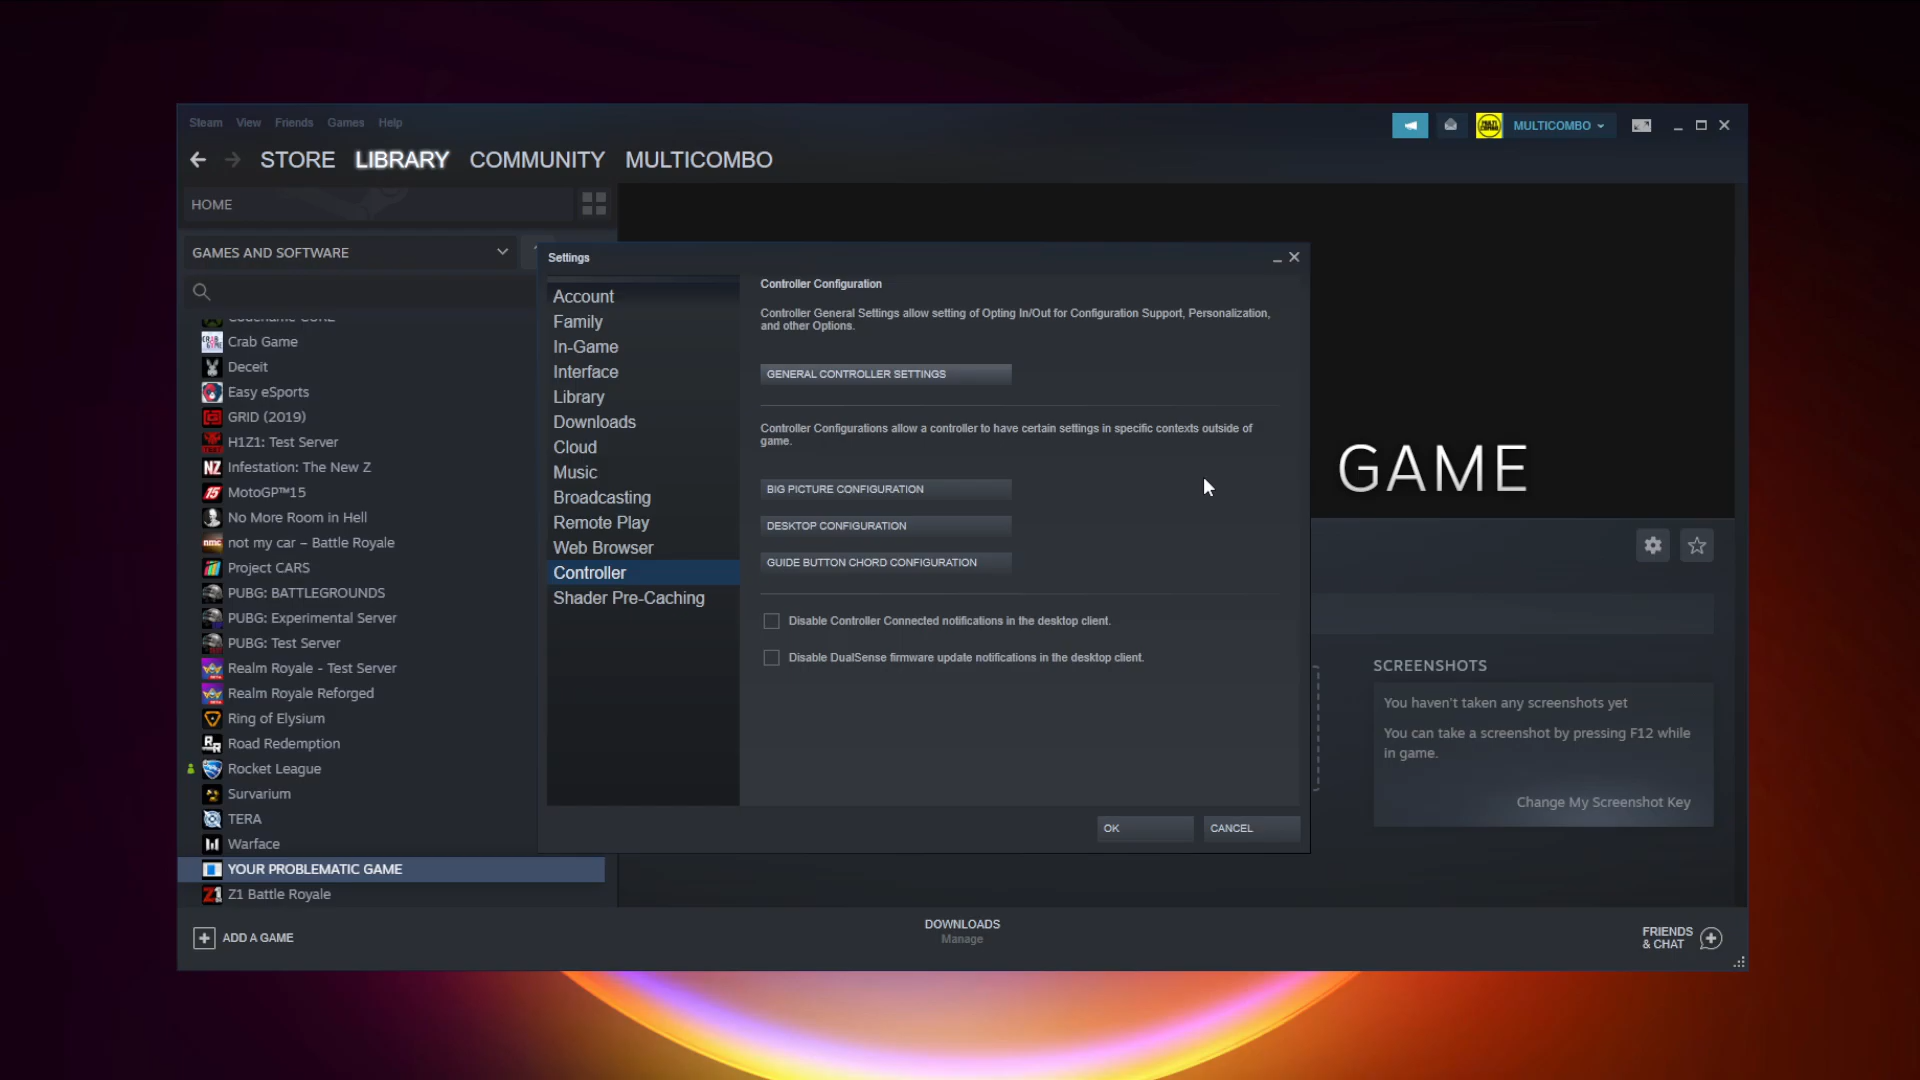 Steam View Friends Games Help
MULTICOMBO
STORE LIBRARY COMMUNITY MULTICOMBO
HOME
GAMES AND SOFTWARE
Crab Game
Deceit
Easy eSports
GRID (2019)
H1Z1: Test Server
NZ Infestation: The New Z
15 MotoGP™15
No More Room in Hell
nmc not my car – Battle Royale
Project CARS
PUBG: BATTLEGROUNDS
PUBG: Experimental Server
PUBG: Test Server
Realm Royale - Test Server
Realm Royale Reforged
Ring of Elysium
Road Redemption
Rocket League
Survarium
TERA
Warface
YOUR PROBLEMATIC GAME
Z1 Battle Royale
ADD A GAME
Settings
Account
Family
In-Game
Interface
Library
Downloads
Cloud
Music
Broadcasting
Remote Play
Web Browser
Controller
Shader Pre-Caching
Controller Configuration
Controller General Settings allow setting of Opting In/Out for Configuration Support, Personalization,
and other Options.
GENERAL CONTROLLER SETTINGS
Controller Configurations allow a controller to have certain settings in specific contexts outside of
game.
BIG PICTURE CONFIGURATION
DESKTOP CONFIGURATION
GUIDE BUTTON CHORD CONFIGURATION
Disable Controller Connected notifications in the desktop client.
Disable DualSense firmware update notifications in the desktop client.
OK CANCEL
GAME
SCREENSHOTS
You haven't taken any screenshots yet
You can take a screenshot by pressing F12 while
in game.
Change My Screenshot Key
DOWNLOADS
Manage
FRIENDS
& CHAT